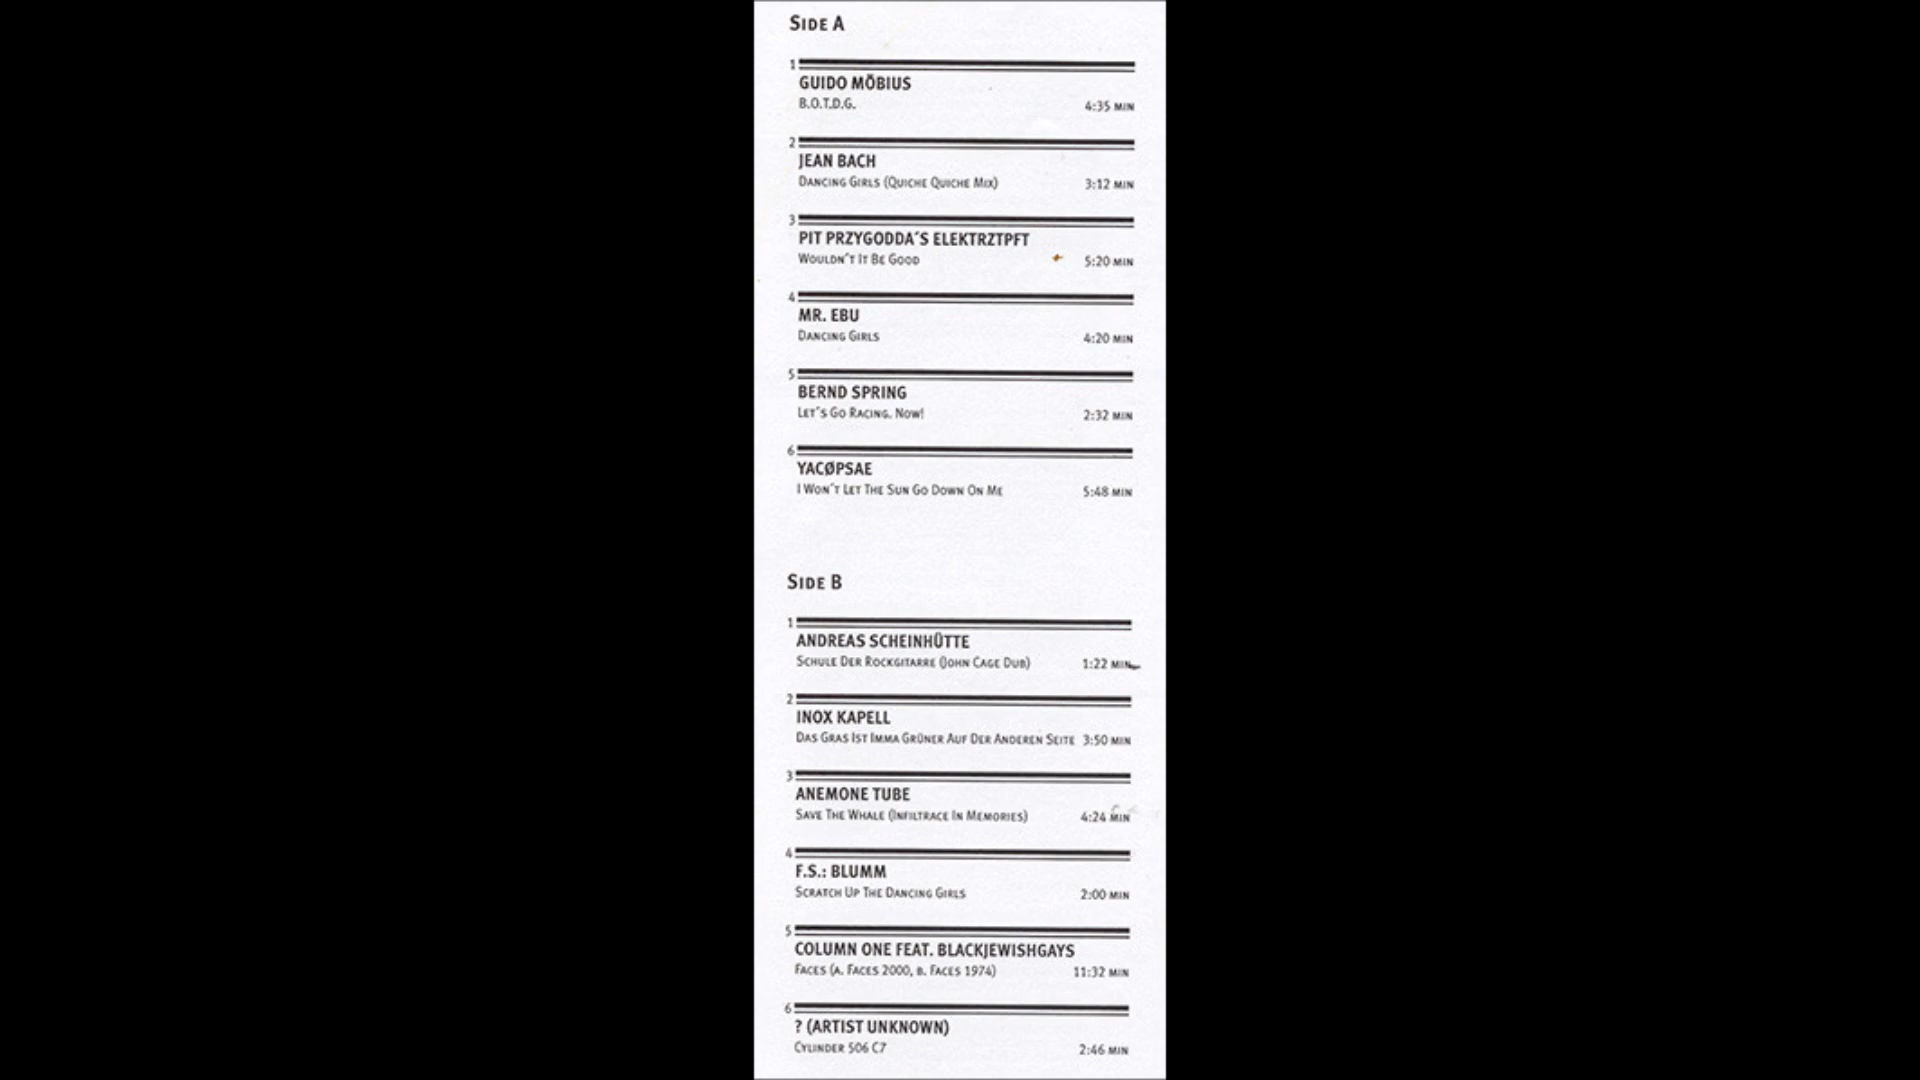 Side A
1
GUIDO MÖBIUS
B.O.T.D.G. 4:35 MIN
2
JEAN BACH
Dancing Girls (Quiche Quiche Mix) 3:12 MIN
3
PIT PRZYGODDA´S ELEKTRZTPFT
Wouldn´t It Be Good 5:20 MIN
4
MR. EBU
Dancing Girls 4:20 MIN
5
BERND SPRING
Let´s Go Racing. Now! 2:32 MIN
6
YACØPSAE
I Won´t Let The Sun Go Down On Me 5:48 MIN
Side B
1
ANDREAS SCHEINHÜTTE
Schule Der Rockgitarre (John Cage Dub) 1:22 MIN
2
INOX KAPELL
Das Gras Ist Imma Grüner Auf Der Anderen Seite 3:50 MIN
3
ANEMONE TUBE
Save The Whale (Infiltrace In Memories) 4:24 MIN
4
F.S.: BLUMM
Scratch Up The Dancing Girls 2:00 MIN
5
COLUMN ONE FEAT. BLACKJEWISHGAYS
Faces (a. Faces 2000, b. Faces 1974) 11:32 MIN
6
? (ARTIST UNKNOWN)
Cylinder 506 C7 2:46 MIN